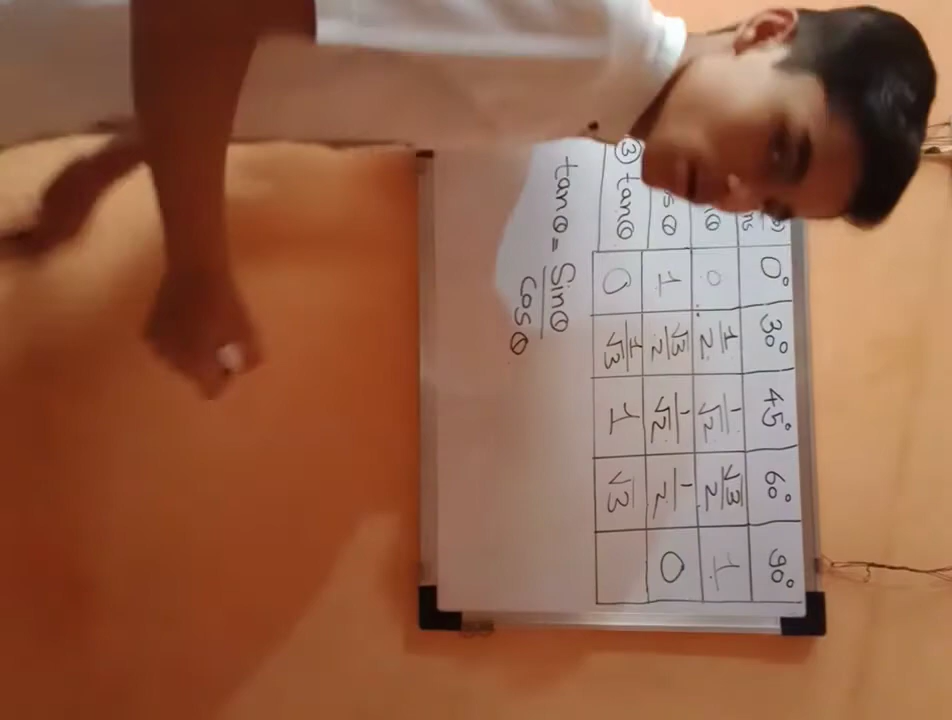 0° 30° 45° 60° 90°
0 1/2 1/√2 √3/2 1
θ 1 √3/2 1/√2 1/2 0
③ tanθ 0 1/√3 1 √3
tanθ = Sinθ/cosθ